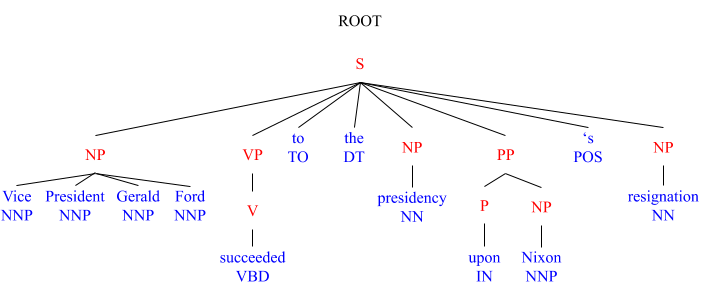 ROOT
S
NP VP to TO the DT NP PP ‘s POS NP
Vice President Gerald Ford presidency resignation
NNP NNP NNP NNP V NN P NP NN
succeeded upon Nixon
VBD IN NNP